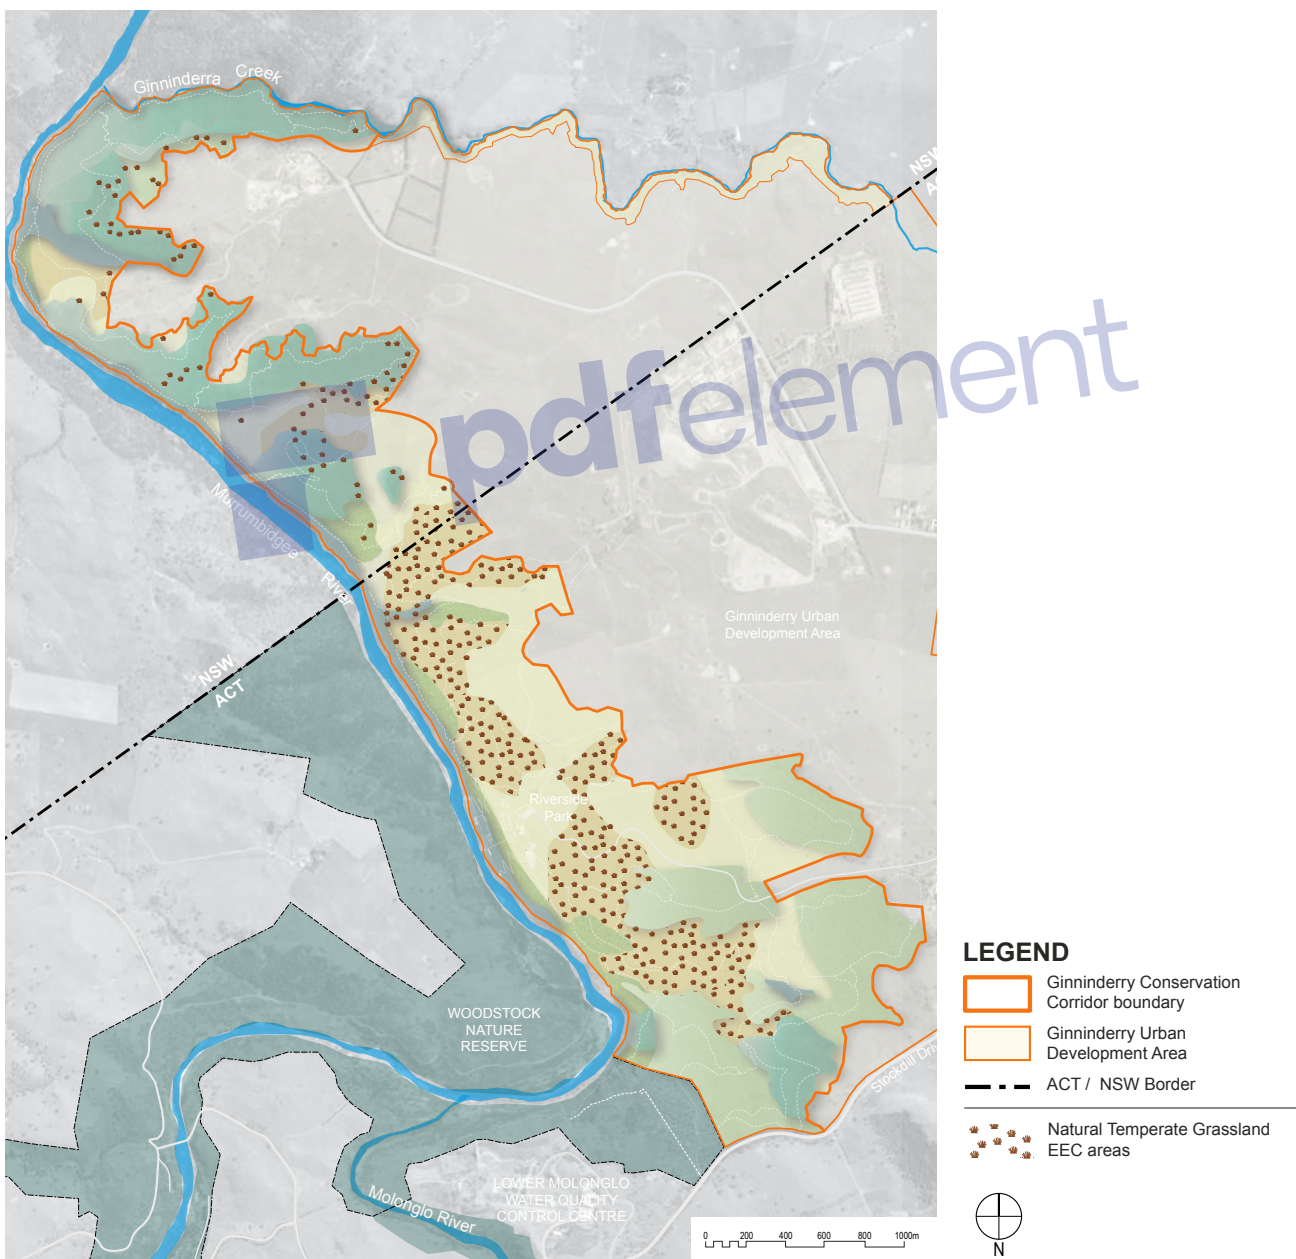 Ginninderra Creek
NSW
pdfelement
Murrumbidgee
River
Ginninderry Urban
Development Area
NSW
ACT
Riverside
Park
WOODSTOCK
NATURE
RESERVE
Stockdill Driv
LOWER MOLONGLO
WATER QUALITY
CONTROL CENTRE
Molonglo River
0 200 400 600 800 1000m
LEGEND
Ginninderry Conservation
Corridor boundary
Ginninderry Urban
Development Area
ACT / NSW Border
Natural Temperate Grassland
EEC areas
N